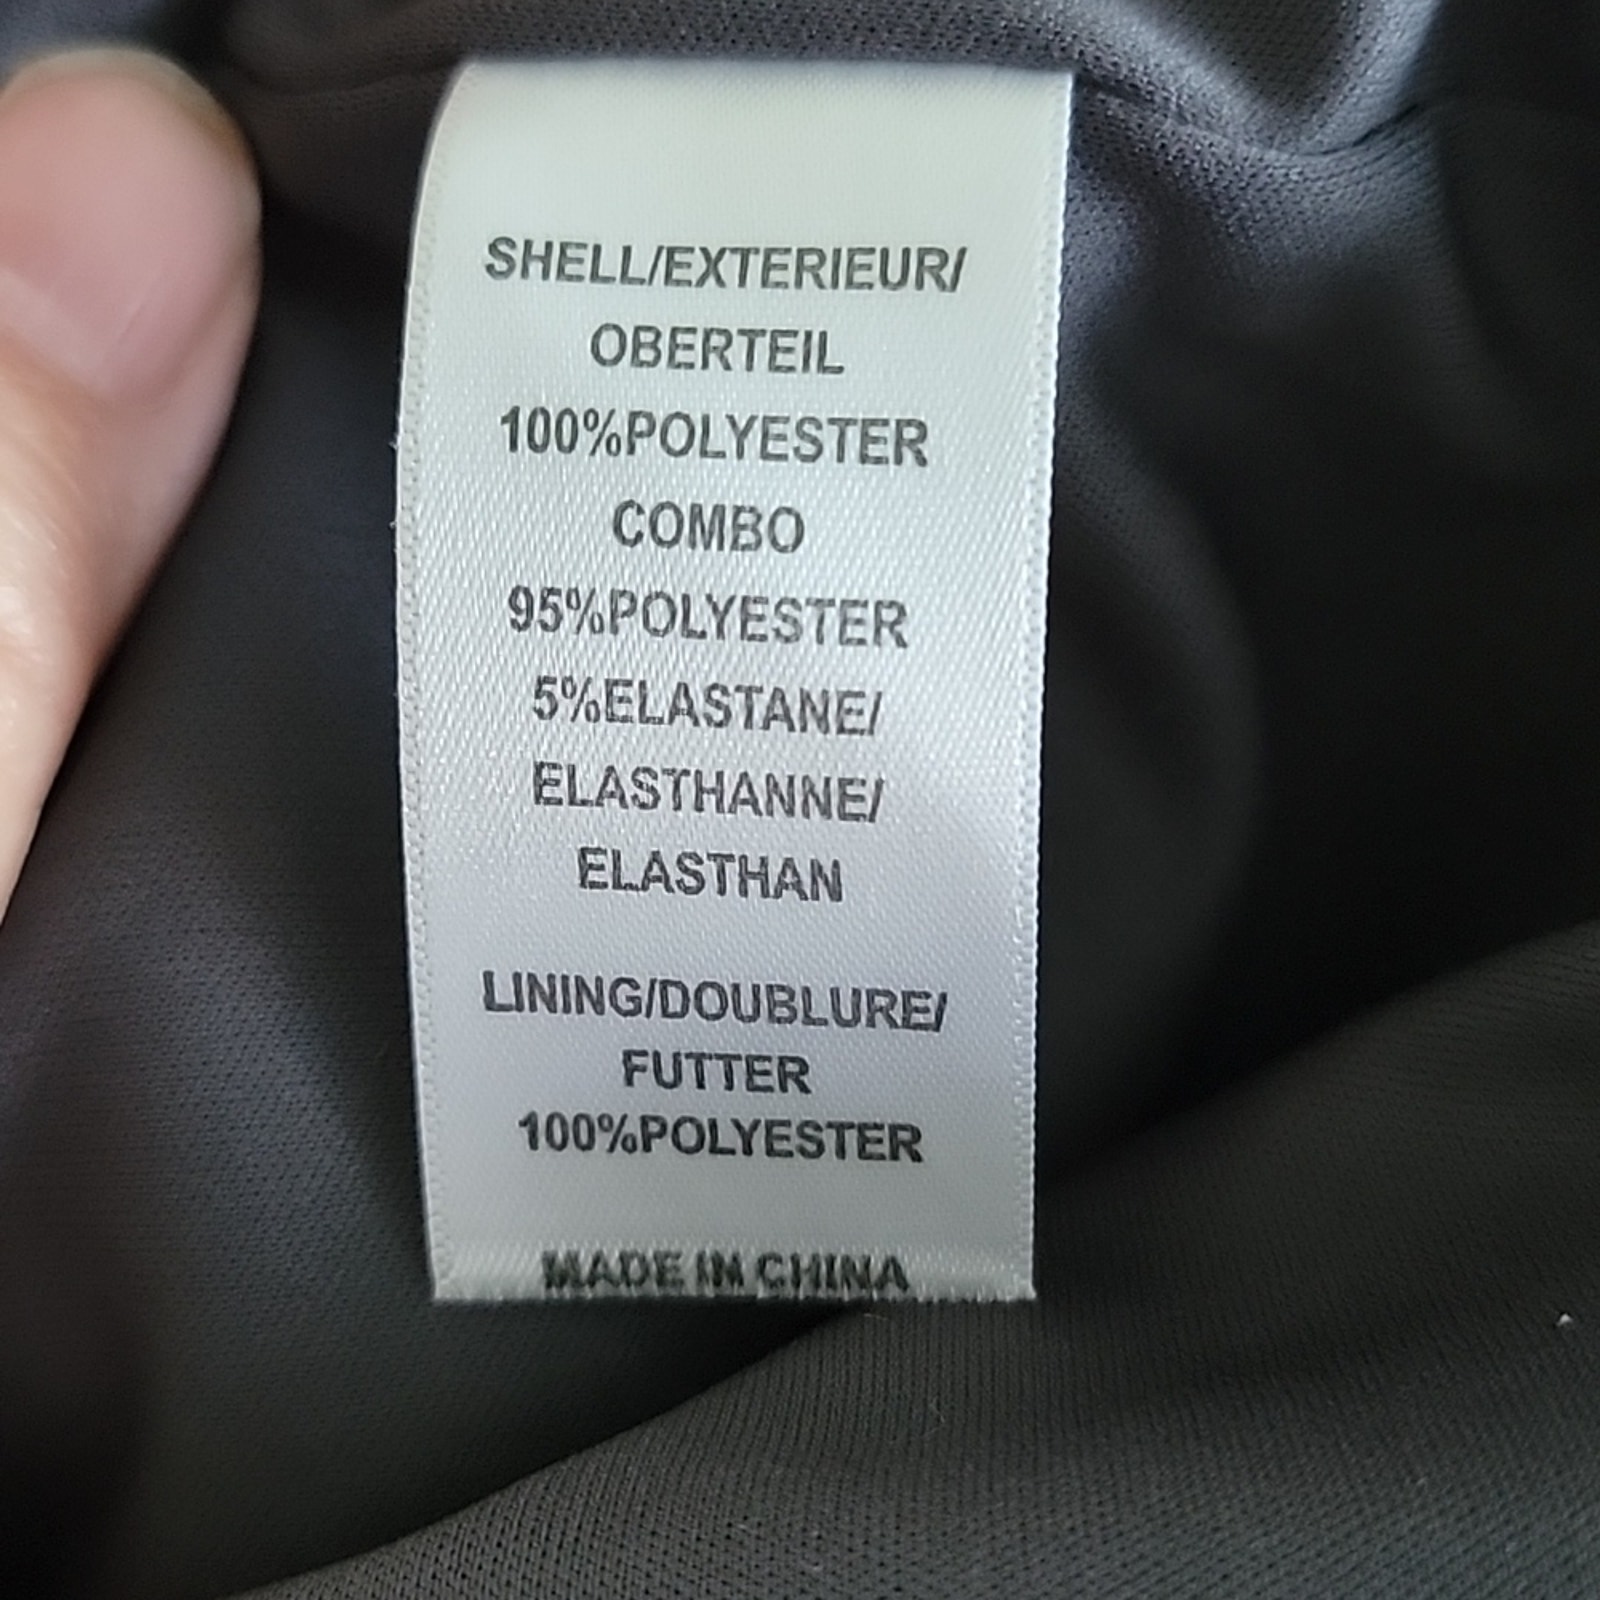 SHELL/EXTERIEUR/
OBERTEIL
100%POLYESTER
COMBO
95%POLYESTER
5%ELASTANE/
ELASTHANNE/
ELASTHAN
LINING/DOUBLURE/
FUTTER
100%POLYESTER
MADE IN CHINA